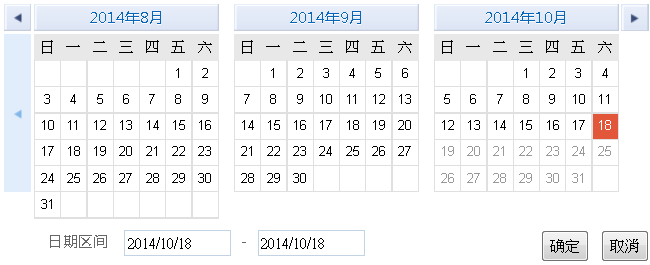 2014年8月 2014年9月 2014年10月
日 一 二 三 四 五 六 日 一 二 三 四 五 六 日 一 二 三 四 五 六
1 2 1 2 3 4 5 6 1 2 3 4
3 4 5 6 7 8 9 7 8 9 10 11 12 13 5 6 7 8 9 10 11
10 11 12 13 14 15 16 14 15 16 17 18 19 20 12 13 14 15 16 17 18
17 18 19 20 21 22 23 21 22 23 24 25 26 27 19 20 21 22 23 24 25
24 25 26 27 28 29 30 28 29 30 26 27 28 29 30 31
31
日期区间 2014/10/18 - 2014/10/18 确定 取消